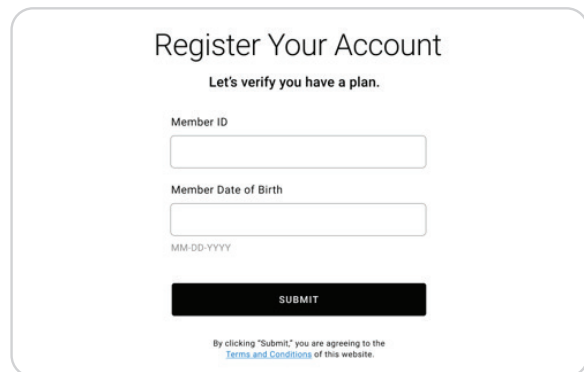 Register Your Account
Let's verify you have a plan.
Member ID
Member Date of Birth
MM-DD-YYYY
SUBMIT
By clicking "Submit," you are agreeing to the
Terms and Conditions of this website.